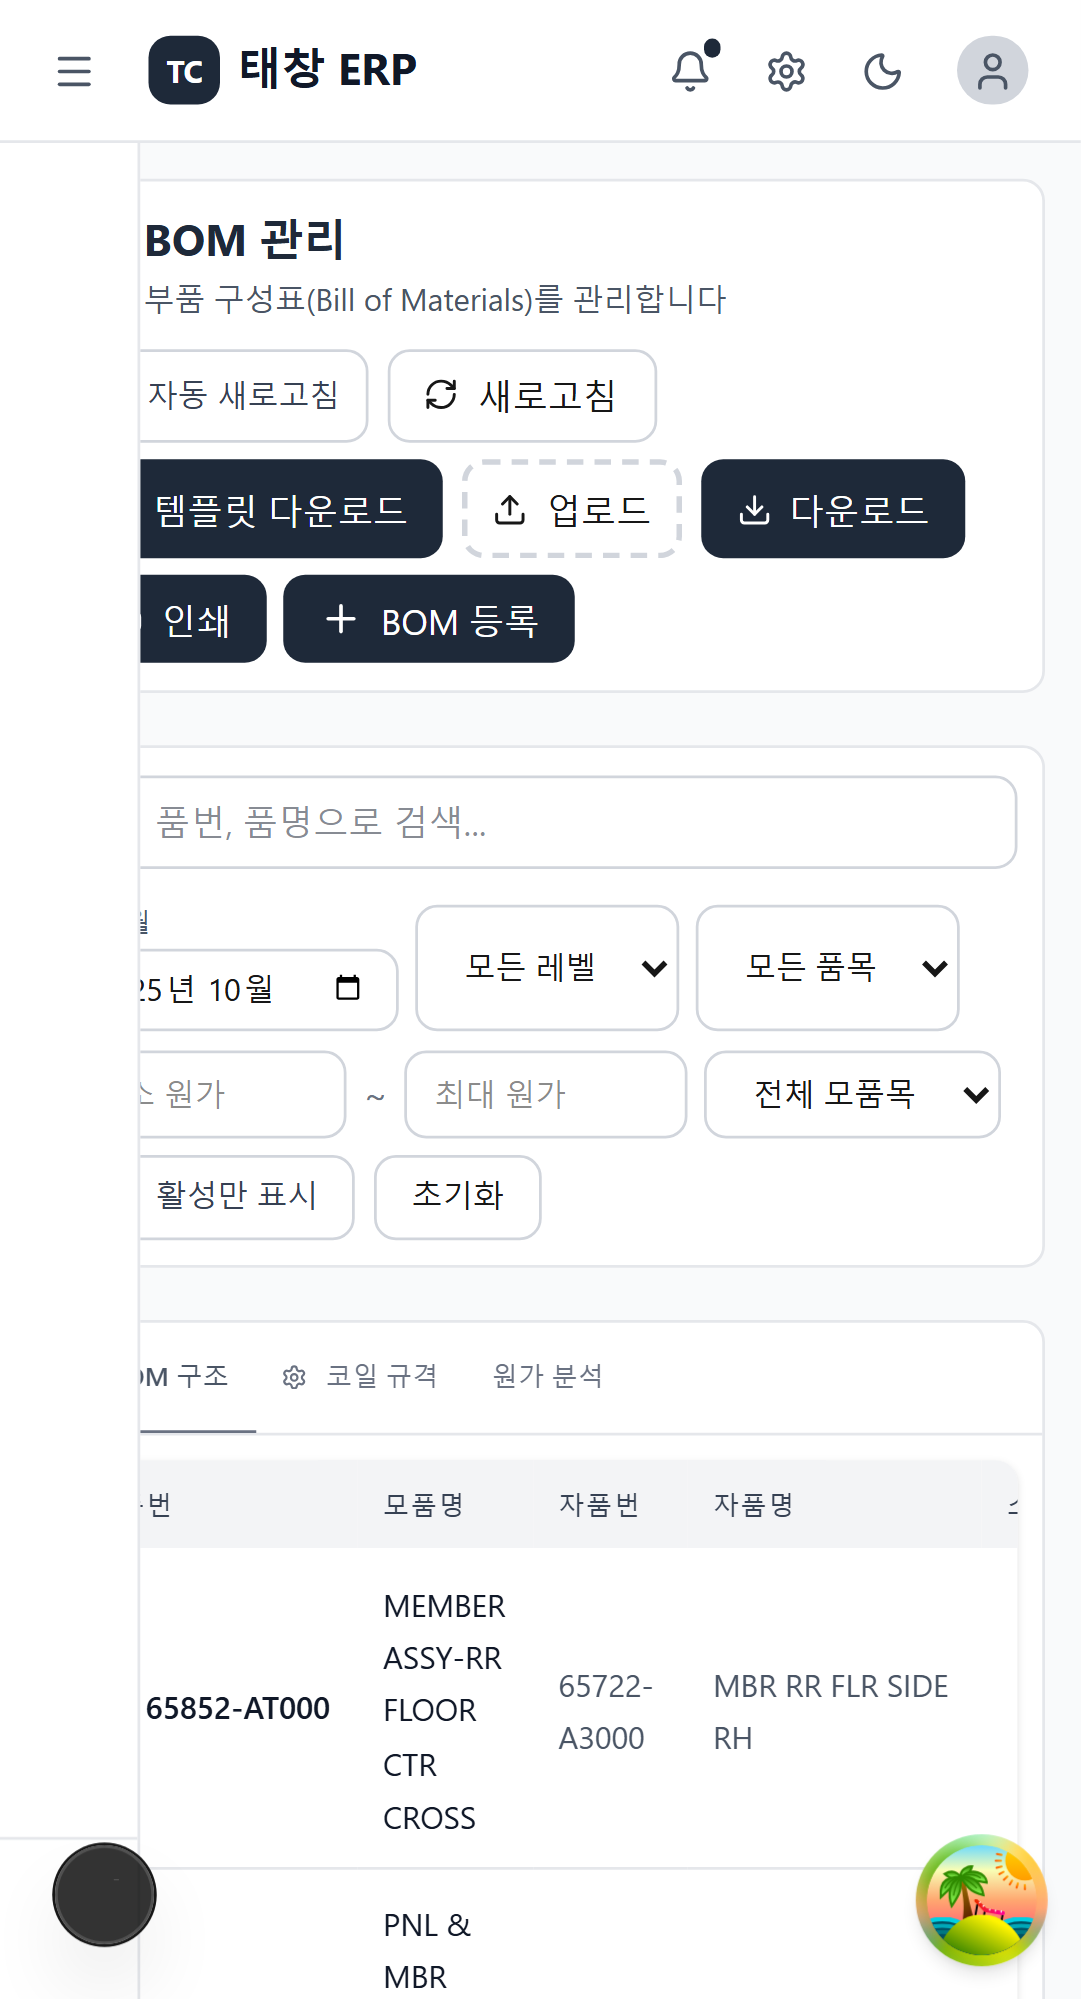 TC 태창 ERP
BOM 관리
부품 구성표(Bill of Materials)를 관리합니다
자동 새로고침 새로고침
템플릿 다운로드 업로드 다운로드
인쇄 BOM 등록
품번, 품명으로 검색...
월
25년 10월 모든 레벨 모든 품목
원가 ~ 최대 원가 전체 모품목
활성만 표시 초기화
OM 구조 코일 규격 원가 분석
번 모품명 자품번 자품명
MEMBER
ASSY-RR
FLOOR
CTR
CROSS
65852-AT000
65722-
A3000
MBR RR FLR SIDE
RH
PNL &
MBR